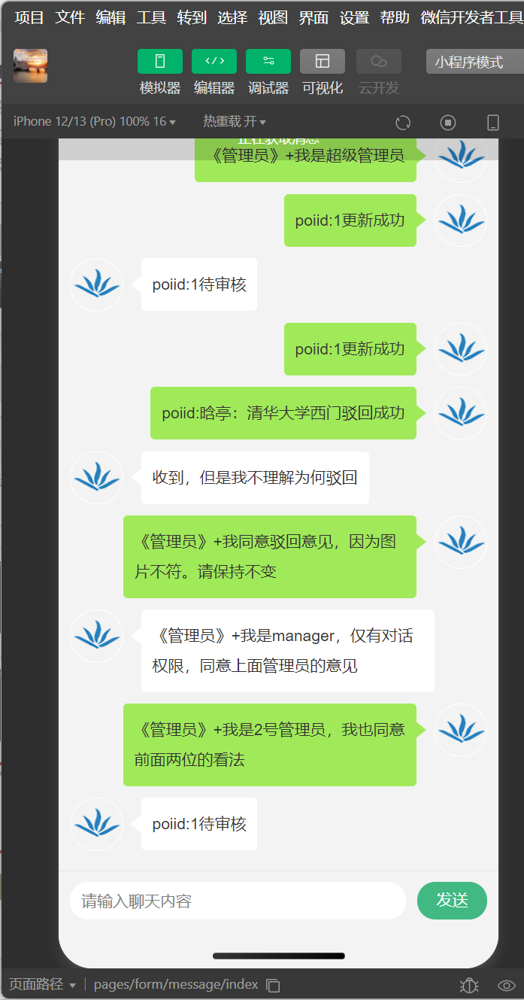 项目 文件 编辑 工具 转到 选择 视图 界面 设置 帮助 微信开发者工具
小程序模式
模拟器 编辑器 调试器 可视化 云开发
iPhone 12/13 (Pro) 100% 16 热重载 开
正在获取消息
《管理员》+我是超级管理员
poiid:1更新成功
poiid:1待审核
poiid:1更新成功
poiid:晗亭：清华大学西门驳回成功
收到，但是我不理解为何驳回
《管理员》+我同意驳回意见，因为图
片不符。请保持不变
《管理员》+我是manager，仅有对话
权限，同意上面管理员的意见
《管理员》+我是2号管理员，我也同意
前面两位的看法
poiid:1待审核
请输入聊天内容 发送
页面路径 pages/form/message/index